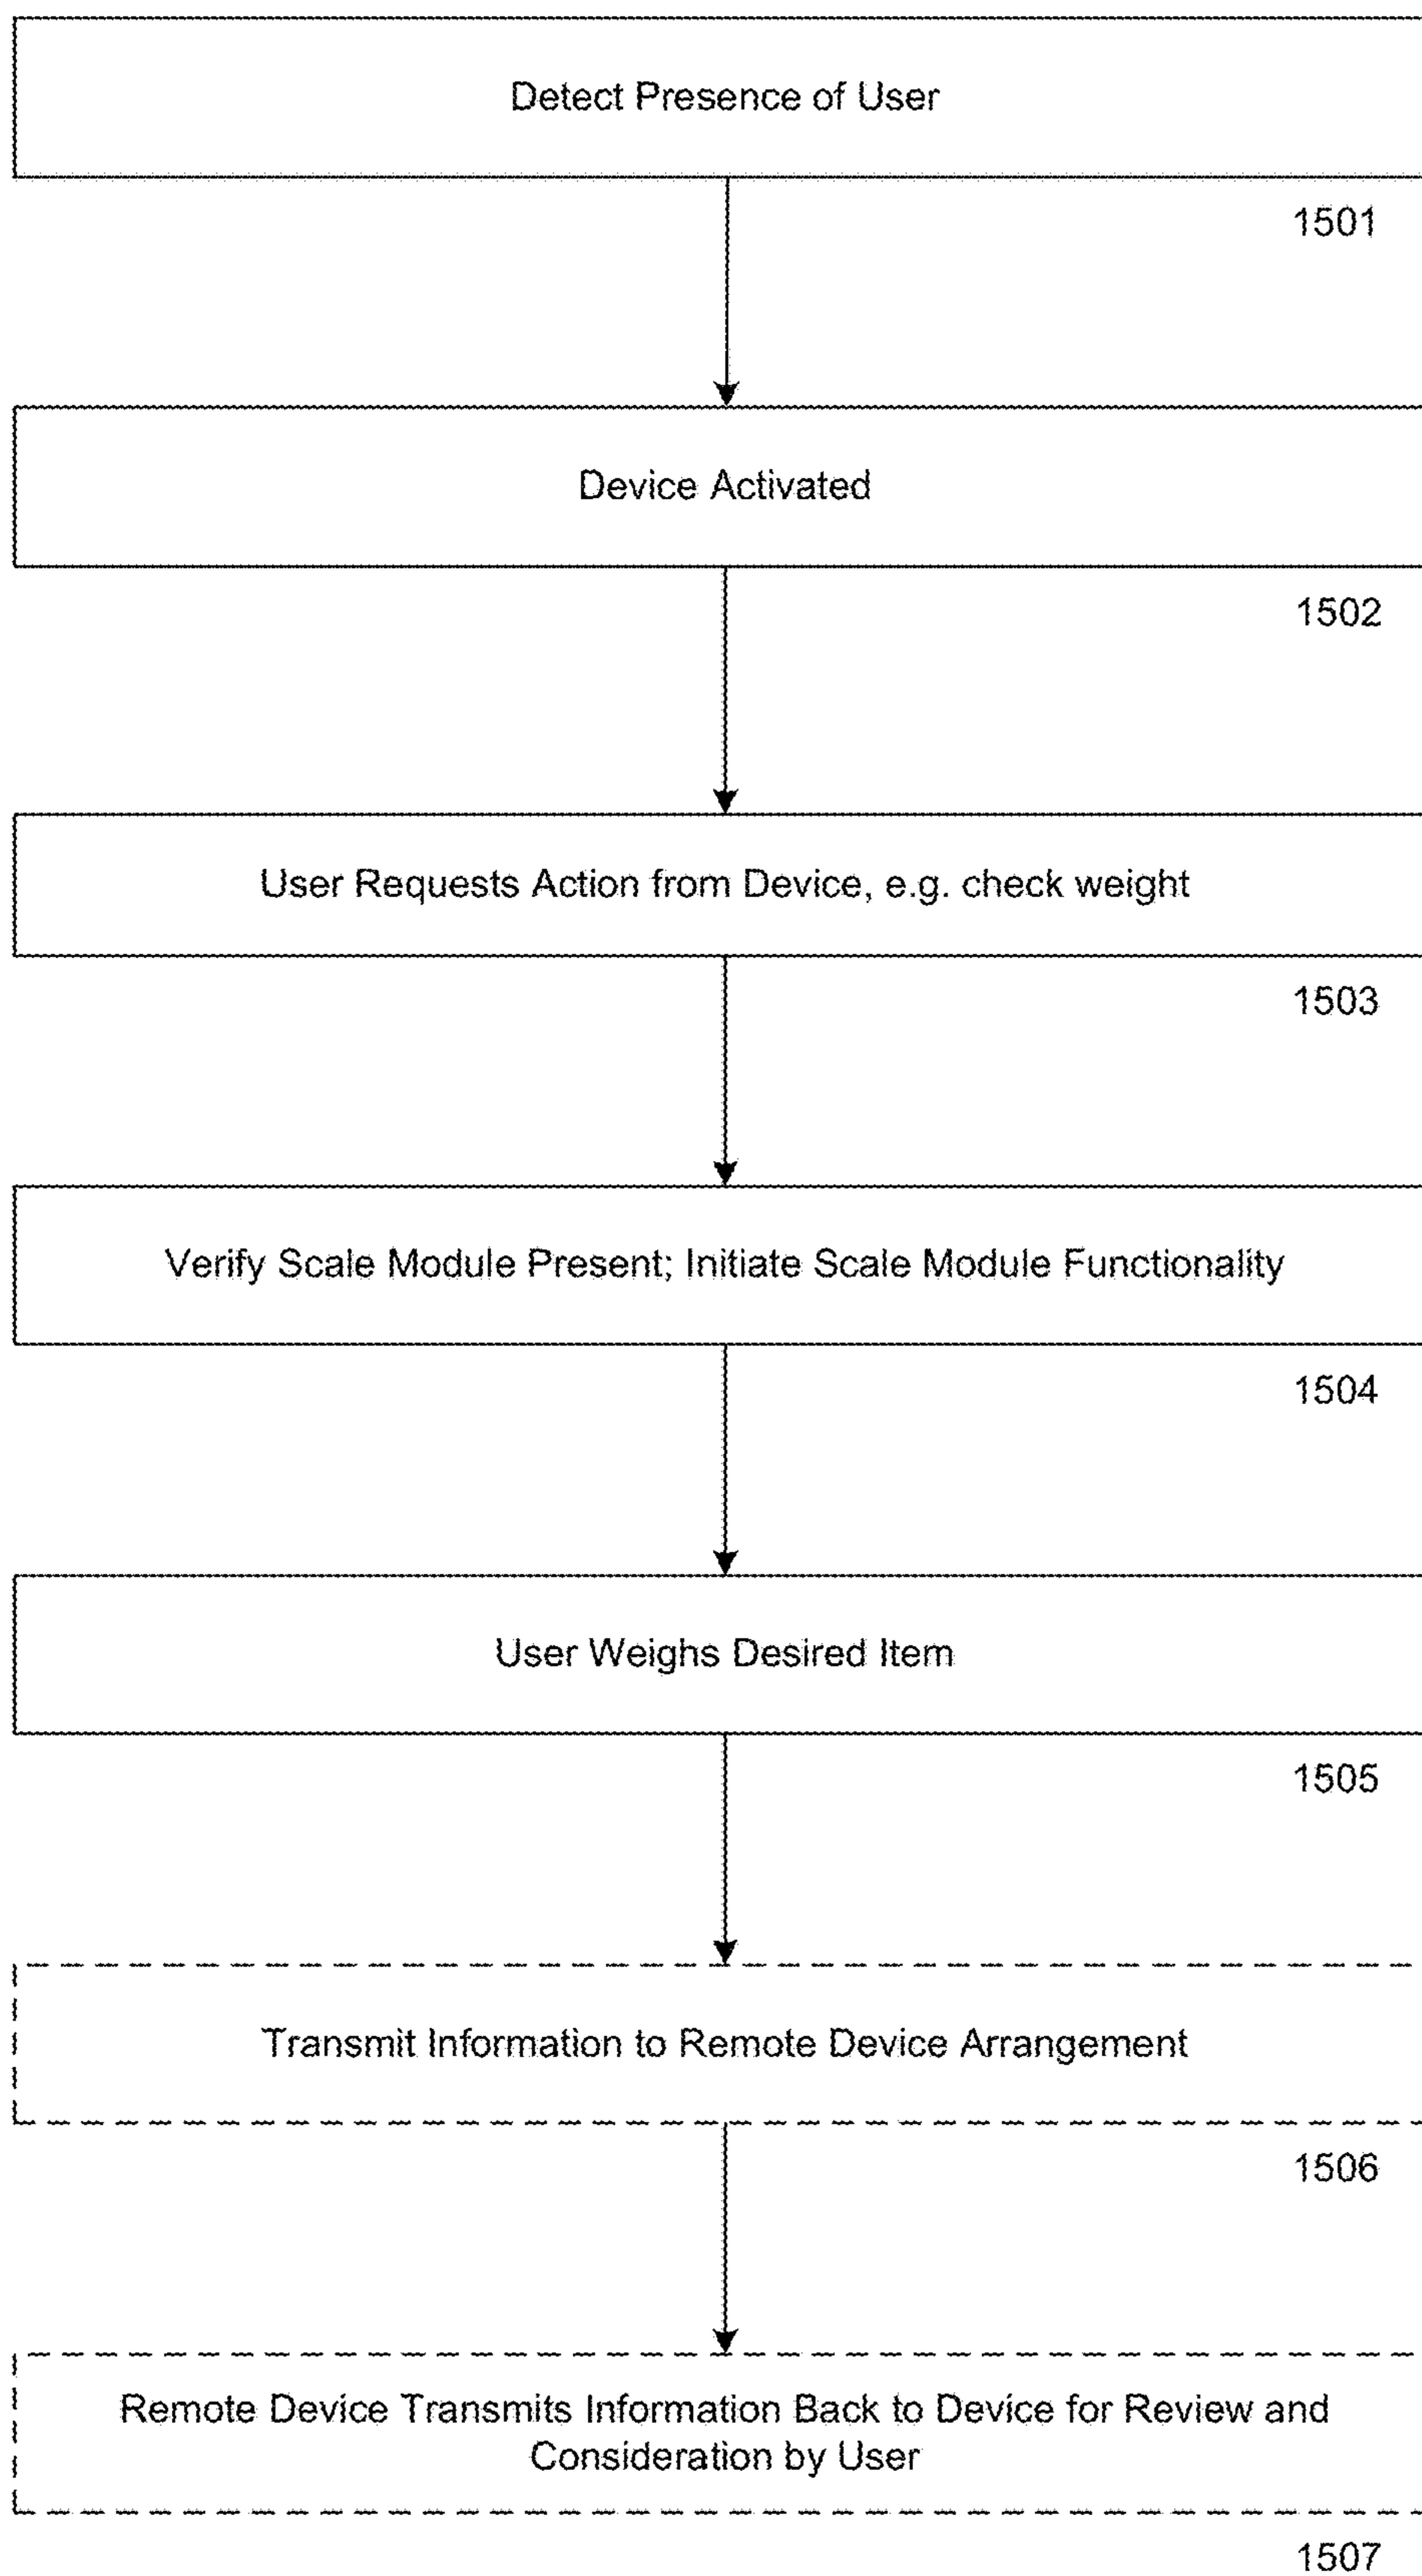 Detect Presence of User
1501
Device Activated
1502
User Requests Action from Device, e.g. check weight
1503
Verify Scale Module Present; Initiate Scale Module Functionality
1504
User Weighs Desired Item
1505
Transmit Information to Remote Device Arrangement
1506
Remote Device Transmits Information Back to Device for Review and
Consideration by User
1507